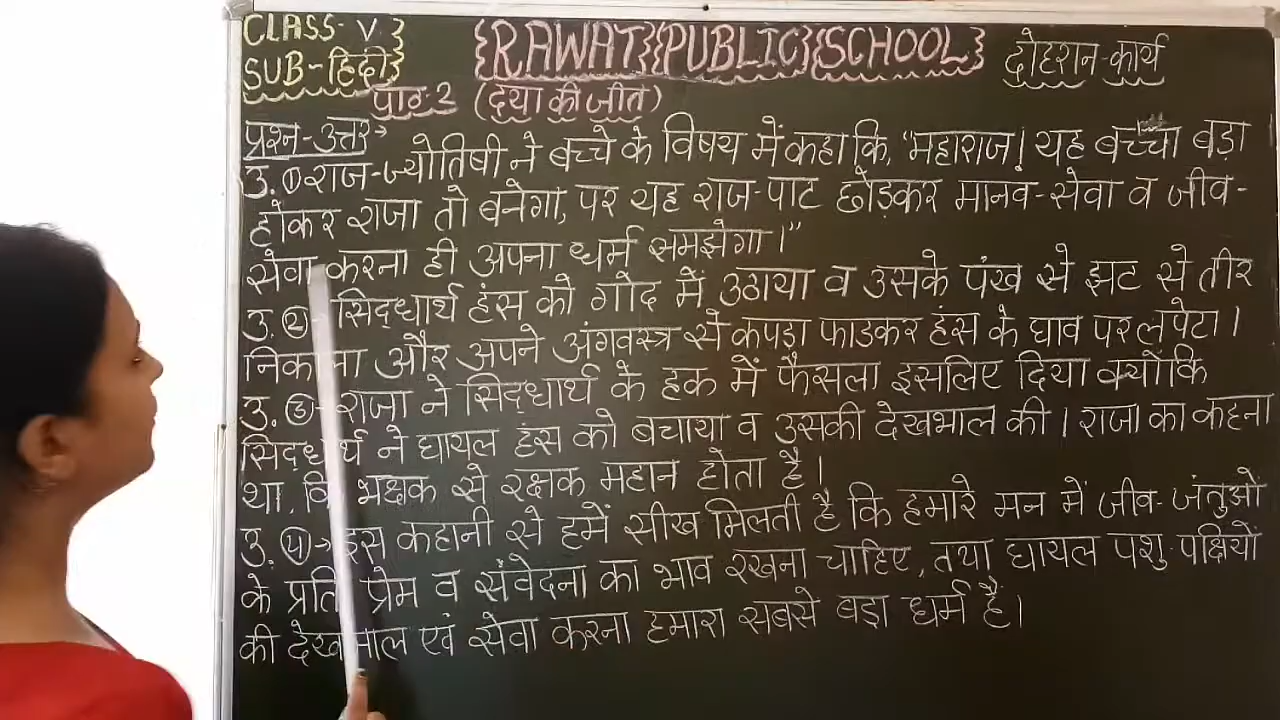 CLASS- V }
SUB-हिंदी}
{RAWAT}{PUBLIC}{SCHOOL}
दोहरान-कार्य
पाठ-2 (दया की जीत)
प्रश्न-उत्तर→
उ. ① राज-ज्योतिषी ने बच्चे के विषय में कहा कि, "महाराज! यह बच्चा बड़ा
होकर राजा तो बनेगा, पर यह राज-पाट छोड़कर मानव-सेवा व जीव-
सेवा करना ही अपना धर्म समझेगा।"
उ. ②- सिद्धार्थ हंस को गोद में उठाया व उसके पंख से झट से तीर
निकाला और अपने अंगवस्त्र से कपड़ा फाडकर हंस के घाव पर लपेटा।
उ. ③- राजा ने सिद्धार्थ के हक में फैसला इसलिए दिया क्योकि
सिद्धार्थ ने घायल हंस को बचाया व उसकी देखभाल की। राजा का कहना
था, कि भक्षक से रक्षक महान होता है।
उ. ④→ इस कहानी से हमें सीख मिलती है कि हमारे मन में जीव-जंतुओ
के प्रति प्रेम व संवेदना का भाव रखना चाहिए, तथा घायल पशु-पक्षियों
की देखभाल एवं सेवा करना हमारा सबसे बड़ा धर्म है।